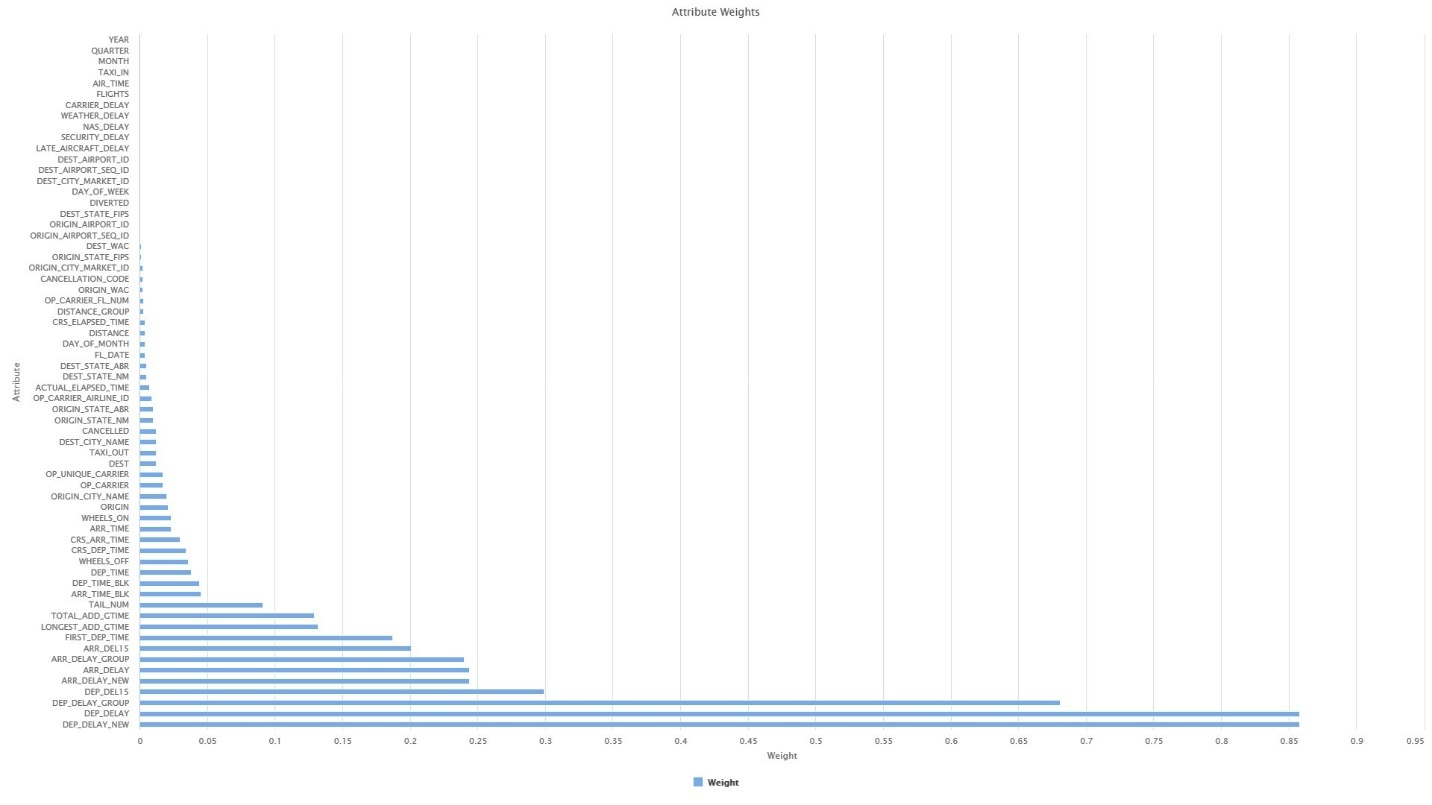 Attribute Weights
YEAR
QUARTER
MONTH
TAXI_IN
AIR_TIME
FLIGHTS
CARRIER_DELAY
WEATHER_DELAY
NAS_DELAY
SECURITY_DELAY
LATE_AIRCRAFT_DELAY
DEST_AIRPORT_ID
DEST_AIRPORT_SEQ_ID
DEST_CITY_MARKET_ID
DAY_OF_WEEK
DIVERTED
DEST_STATE_FIPS
ORIGIN_AIRPORT_ID
ORIGIN_AIRPORT_SEQ_ID
DEST_WAC
ORIGIN_STATE_FIPS
ORIGIN_CITY_MARKET_ID
CANCELLATION_CODE
ORIGIN_WAC
OP_CARRIER_FL_NUM
DISTANCE_GROUP
CRS_ELAPSED_TIME
DISTANCE
DAY_OF_MONTH
FL_DATE
DEST_STATE_ABR
DEST_STATE_NM
ACTUAL_ELAPSED_TIME
OP_CARRIER_AIRLINE_ID
ORIGIN_STATE_ABR
ORIGIN_STATE_NM
CANCELLED
DEST_CITY_NAME
TAXI_OUT
DEST
OP_UNIQUE_CARRIER
OP_CARRIER
ORIGIN_CITY_NAME
ORIGIN
WHEELS_ON
ARR_TIME
CRS_ARR_TIME
CRS_DEP_TIME
WHEELS_OFF
DEP_TIME
DEP_TIME_BLK
ARR_TIME_BLK
TAIL_NUM
TOTAL_ADD_GTIME
LONGEST_ADD_GTIME
FIRST_DEP_TIME
ARR_DEL15
ARR_DELAY_GROUP
ARR_DELAY
ARR_DELAY_NEW
DEP_DEL15
DEP_DELAY_GROUP
DEP_DELAY
DEP_DELAY_NEW
Attribute
0 0.05 0.1 0.15 0.2 0.25 0.3 0.35 0.4 0.45 0.5 0.55 0.6 0.65 0.7 0.75 0.8 0.85 0.9 0.95
Weight
Weight